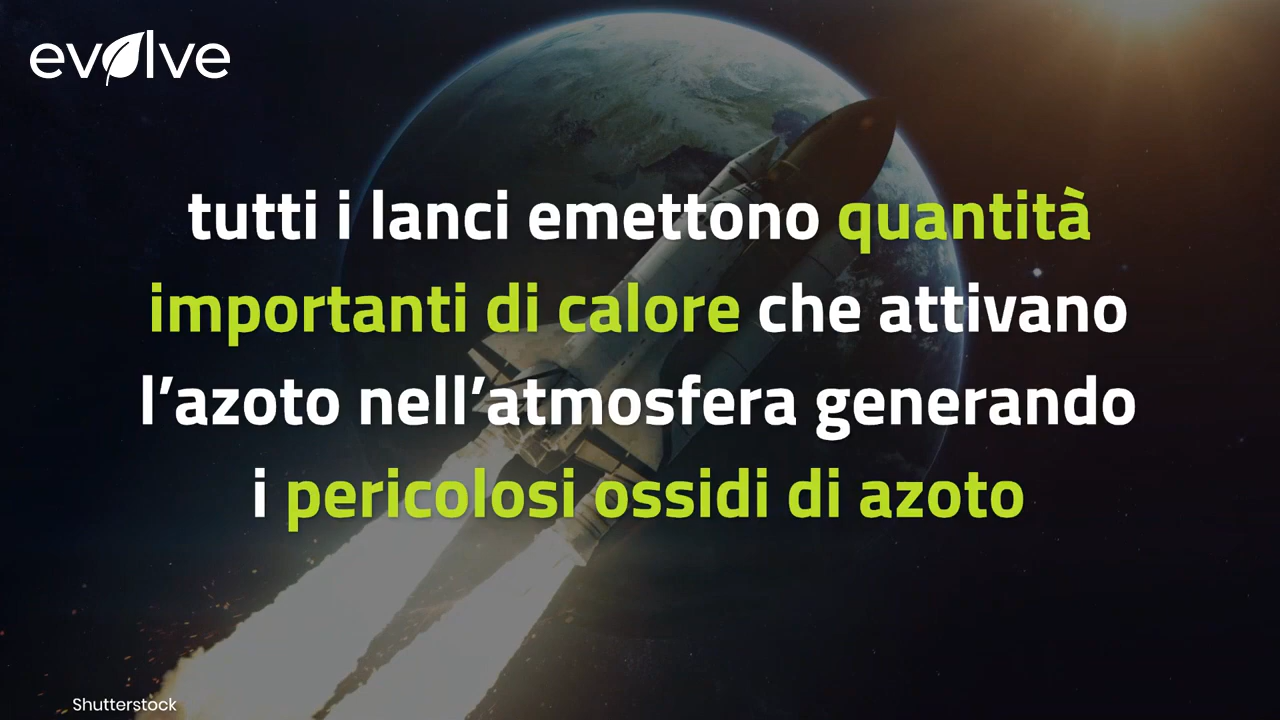 evolve
tutti i lanci emettono quantità
importanti di calore che attivano
l’azoto nell’atmosfera generando
i pericolosi ossidi di azoto
Shutterstock